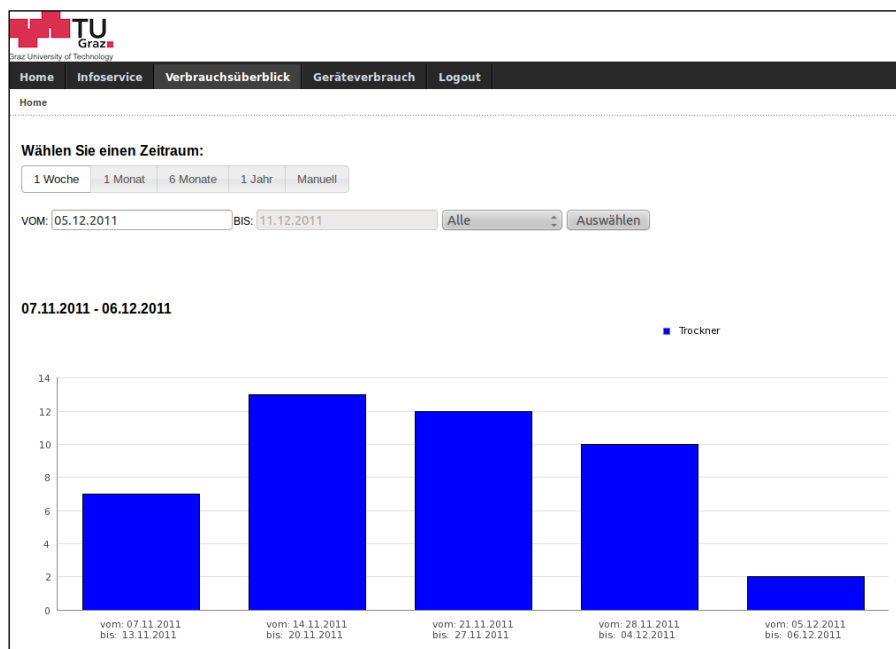 TU
Graz
Graz University of Technology
Home Infoservice Verbrauchsüberblick Geräteverbrauch Logout
Home
Wählen Sie einen Zeitraum:
1 Woche 1 Monat 6 Monate 1 Jahr Manuell
VOM: 05.12.2011 BIS: 11.12.2011 Alle Auswählen
07.11.2011 - 06.12.2011
Trockner
14
12
10
8
6
4
2
0
vom: 07.11.2011 vom: 14.11.2011 vom: 21.11.2011 vom: 28.11.2011 vom: 05.12.2011
bis: 13.11.2011 bis: 20.11.2011 bis: 27.11.2011 bis: 04.12.2011 bis: 06.12.2011